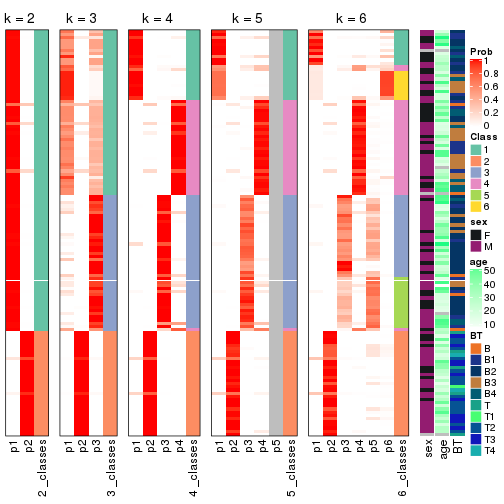 k = 2
k = 3
k = 4
k = 5
k = 6
p1
p2
2_classes
p1
p2
p3
3_classes
p1
p2
p3
p4
4_classes
p1
p2
p3
p4
p5
5_classes
p1
p2
p3
p4
p5
p6
6_classes
sex
age
BT
Prob
1
0.8
0.6
0.4
0.2
0
Class
1
2
3
4
5
6
sex
F
M
age
50
40
30
20
10
BT
B
B1
B2
B3
B4
T
T1
T2
T3
T4